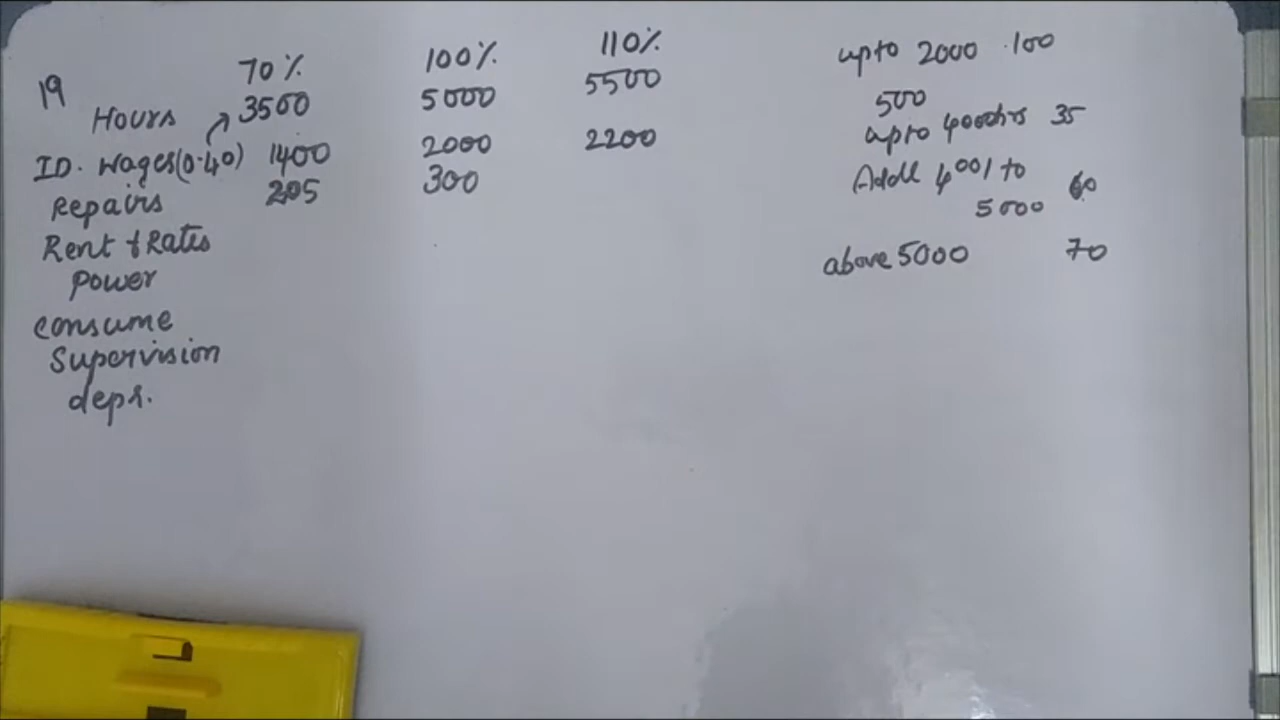 19 70% 100% 110%
Hours 3500 5000 5500
ID. Wages(0.40) 1400 2000 2200
Repairs 205 300
Rent & Rates
Power
Consume
Supervision
depr.
upto 2000 100
500
upto 4000hrs 35
Addl 4001 to
5000 60
above 5000 70